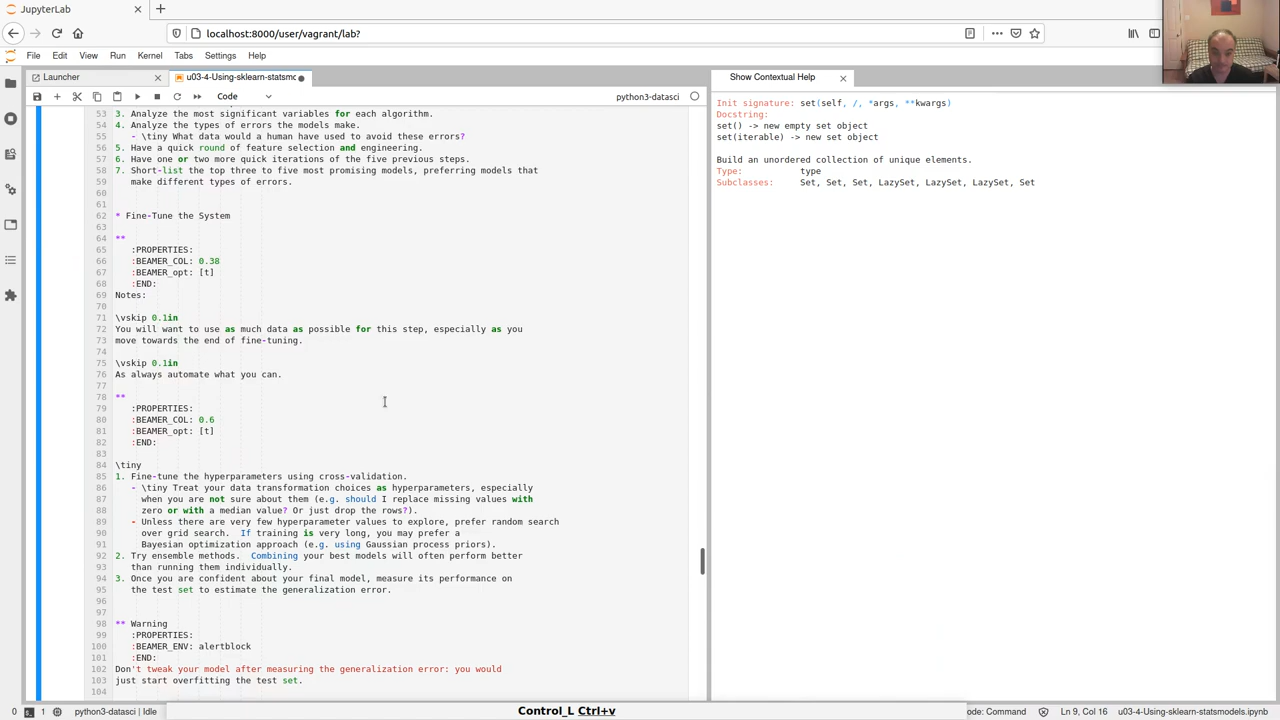 JupyterLab
localhost:8000/user/vagrant/lab?
File Edit View Run Kernel Tabs Settings Help
Launcher
u03-4-Using-sklearn-statsmo
Show Contextual Help
Code
python3-datasci
Init signature: set(self, /, *args, **kwargs)
Docstring:
set() -> new empty set object
set(iterable) -> new set object
Build an unordered collection of unique elements.
Type: type
Subclasses: Set, Set, Set, LazySet, LazySet, LazySet, Set
53 3. Analyze the most significant variables for each algorithm.
54 4. Analyze the types of errors the models make.
55 - \tiny What data would a human have used to avoid these errors?
56 5. Have a quick round of feature selection and engineering.
57 6. Have one or two more quick iterations of the five previous steps.
58 7. Short-list the top three to five most promising models, preferring models that
59 make different types of errors.
60
61
62 * Fine-Tune the System
63
64 **
65 :PROPERTIES:
66 :BEAMER_COL: 0.38
67 :BEAMER_opt: [t]
68 :END:
69 Notes:
70
71 \vskip 0.1in
72 You will want to use as much data as possible for this step, especially as you
73 move towards the end of fine-tuning.
74
75 \vskip 0.1in
76 As always automate what you can.
77
78 **
79 :PROPERTIES:
80 :BEAMER_COL: 0.6
81 :BEAMER_opt: [t]
82 :END:
83
84 \tiny
85 1. Fine-tune the hyperparameters using cross-validation.
86 - \tiny Treat your data transformation choices as hyperparameters, especially
87 when you are not sure about them (e.g. should I replace missing values with
88 zero or with a median value? Or just drop the rows?).
89 - Unless there are very few hyperparameter values to explore, prefer random search
90 over grid search. If training is very long, you may prefer a
91 Bayesian optimization approach (e.g. using Gaussian process priors).
92 2. Try ensemble methods. Combining your best models will often perform better
93 than running them individually.
94 3. Once you are confident about your final model, measure its performance on
95 the test set to estimate the generalization error.
96
97
98 ** Warning
99 :PROPERTIES:
100 :BEAMER_ENV: alertblock
101 :END:
102 Don't tweak your model after measuring the generalization error: you would
103 just start overfitting the test set.
104
0 1 python3-datasci | Idle
Control_L Ctrl+v
ode: Command
Ln 9, Col 16
u03-4-Using-sklearn-statsmodels.ipynb